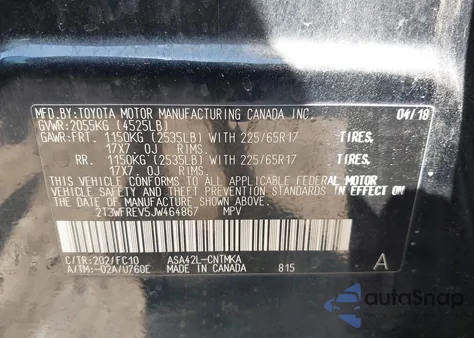 MFD.BY:TOYOTA MOTOR MANUFACTURING CANADA INC. 04/18
GVWR:2055KG (4525LB)
GAWR:FRT. 1150KG (2535LB) WITH 225/65R17 TIRES,
17X7.0J RIMS.
RR. 1150KG (2535LB) WITH 225/65R17 TIRES,
17X7.0J RIMS.
THIS VEHICLE CONFORMS TO ALL APPLICABLE FEDERAL MOTOR
VEHICLE SAFETY AND THEFT PREVENTION STANDARDS IN EFFECT ON
THE DATE OF MANUFACTURE SHOWN ABOVE.
2T3WFREV5JW464867 MPV
C/TR:202/FC10 ASA42L-CNTMKA
A/TM:-02A/U760E MADE IN CANADA 815 A
autoSnap